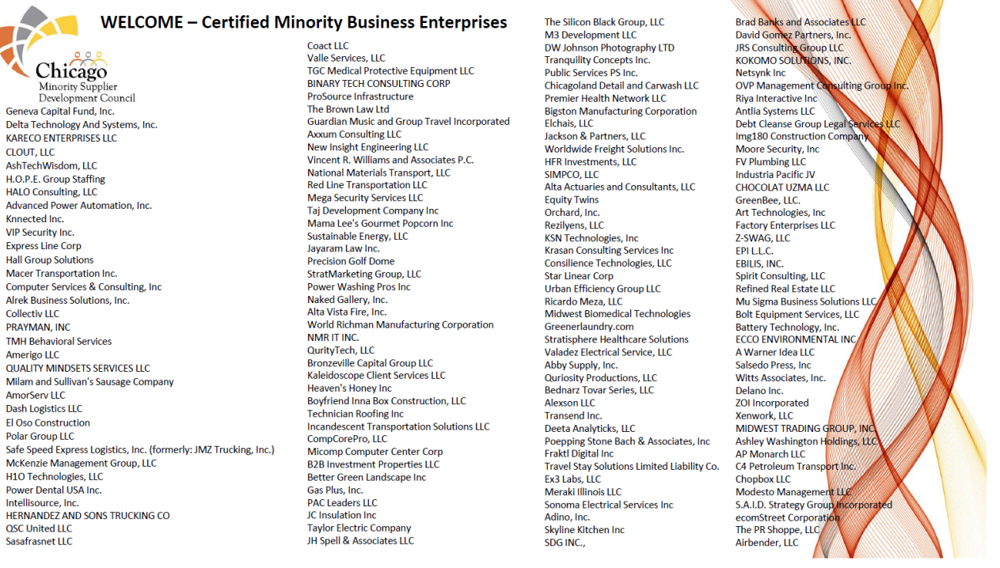 WELCOME – Certified Minority Business Enterprises
Chicago
Minority Supplier
Development Council
Geneva Capital Fund, Inc.
Delta Technology And Systems, Inc.
KARECO ENTERPRISES LLC
CLOUT, LLC
AshTechWisdom, LLC
H.O.P.E. Group Staffing
HALO Consulting, LLC
Advanced Power Automation, Inc.
Knnected Inc.
VIP Security Inc.
Express Line Corp
Hall Group Solutions
Macer Transportation Inc.
Computer Services & Consulting, Inc
Alrek Business Solutions, Inc.
Collectiv LLC
PRAYMAN, INC
TMH Behavioral Services
Amerigo LLC
QUALITY MINDSETS SERVICES LLC
Milam and Sullivan's Sausage Company
AmorServ LLC
Dash Logistics LLC
El Oso Construction
Polar Group LLC
Safe Speed Express Logistics, Inc. (formerly: JMZ Trucking, Inc.)
McKenzie Management Group, LLC
H1O Technologies, LLC
Power Dental USA Inc.
Intellisource, Inc.
HERNANDEZ AND SONS TRUCKING CO
QSC United LLC
Sasafrasnet LLC
Coact LLC
Valle Services, LLC
TGC Medical Protective Equipment LLC
BINARY TECH CONSULTING CORP
ProSource Infrastructure
The Brown Law Ltd
Guardian Music and Group Travel Incorporated
Axxum Consulting LLC
New Insight Engineering LLC
Vincent R. Williams and Associates P.C.
National Materials Transport, LLC
Red Line Transportation LLC
Mega Security Services LLC
Taj Development Company Inc
Mama Lee's Gourmet Popcorn Inc
Sustainable Energy, LLC
Jayaram Law Inc.
Precision Golf Dome
StratMarketing Group, LLC
Power Washing Pros Inc
Naked Gallery, Inc.
Alta Vista Fire, Inc.
World Richman Manufacturing Corporation
NMR IT INC.
QurityTech, LLC
Bronzeville Capital Group LLC
Kaleidoscope Client Services LLC
Heaven's Honey Inc
Boyfriend Inna Box Construction, LLC
Technician Roofing Inc
Incandescent Transportation Solutions LLC
CompCorePro, LLC
Micomp Computer Center Corp
B2B Investment Properties LLC
Better Green Landscape Inc
Gas Plus, Inc.
PAC Leaders LLC
JC Insulation Inc
Taylor Electric Company
JH Spell & Associates LLC
The Silicon Black Group, LLC
M3 Development LLC
DW Johnson Photography LTD
Tranquility Concepts Inc.
Public Services PS Inc.
Chicagoland Detail and Carwash LLC
Premier Health Network LLC
Bigston Manufacturing Corporation
Elchais, LLC
Jackson & Partners, LLC
Worldwide Freight Solutions Inc.
HFR Investments, LLC
SIMPCO, LLC
Alta Actuaries and Consultants, LLC
Equity Twins
Orchard, Inc.
Rezilyens, LLC
KSN Technologies, Inc
Krasan Consulting Services Inc
Consilience Technologies, LLC
Star Linear Corp
Urban Efficiency Group LLC
Ricardo Meza, LLC
Midwest Biomedical Technologies
Greenerlaundry.com
Stratisphere Healthcare Solutions
Valadez Electrical Service, LLC
Abby Supply, Inc.
Quriosity Productions, LLC
Bednarz Tovar Series, LLC
Alexson LLC
Transend Inc.
Deeta Analyticks, LLC
Poepping Stone Bach & Associates, Inc
Fraktl Digital Inc
Travel Stay Solutions Limited Liability Co.
Ex3 Labs, LLC
Meraki Illinois LLC
Sonoma Electrical Services Inc
Adino, Inc.
Skyline Kitchen Inc
SDG INC.,
Brad Banks and Associates LLC
David Gomez Partners, Inc.
JRS Consulting Group LLC
KOKOMO SOLUTIONS, INC.
Netsynk Inc
OVP Management Consulting Group Inc.
Riya Interactive Inc
Antlia Systems LLC
Debt Cleanse Group Legal Services LLC
Img180 Construction Company
Moore Security, Inc
FV Plumbing LLC
Industria Pacific JV
CHOCOLAT UZMA LLC
GreenBee, LLC.
Art Technologies, Inc
Factory Enterprises LLC
Z-SWAG, LLC
EPI L.L.C.
EBILIS, INC.
Spirit Consulting, LLC
Refined Real Estate LLC
Mu Sigma Business Solutions LLC
Bolt Equipment Services, LLC
Battery Technology, Inc.
ECCO ENVIRONMENTAL INC
A Warner Idea LLC
Salsedo Press, Inc
Witts Associates, Inc.
Delano Inc.
ZOI Incorporated
Xenwork, LLC
MIDWEST TRADING GROUP, INC
Ashley Washington Holdings, LLC
AP Monarch LLC
C4 Petroleum Transport Inc.
Chopbox LLC
Modesto Management LLC
S.A.I.D. Strategy Group Incorporated
ecomStreet Corporation
The PR Shoppe, LLC
Airbender, LLC